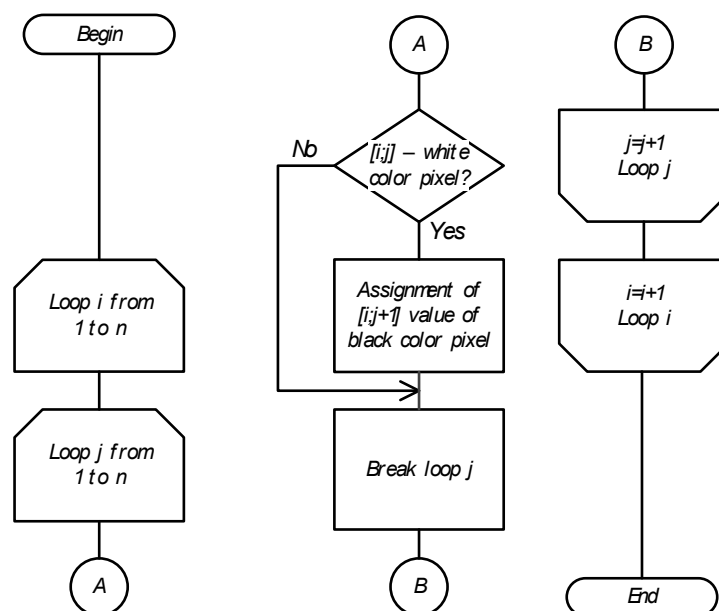 Begin
Loop i from
1 to n
Loop j from
1 to n
A
A
No
[i;j] – white
color pixel?
Yes
Assignment of
[i;j+1] value of
black color pixel
Break loop j
B
B
j=j+1
Loop j
i=i+1
Loop i
End